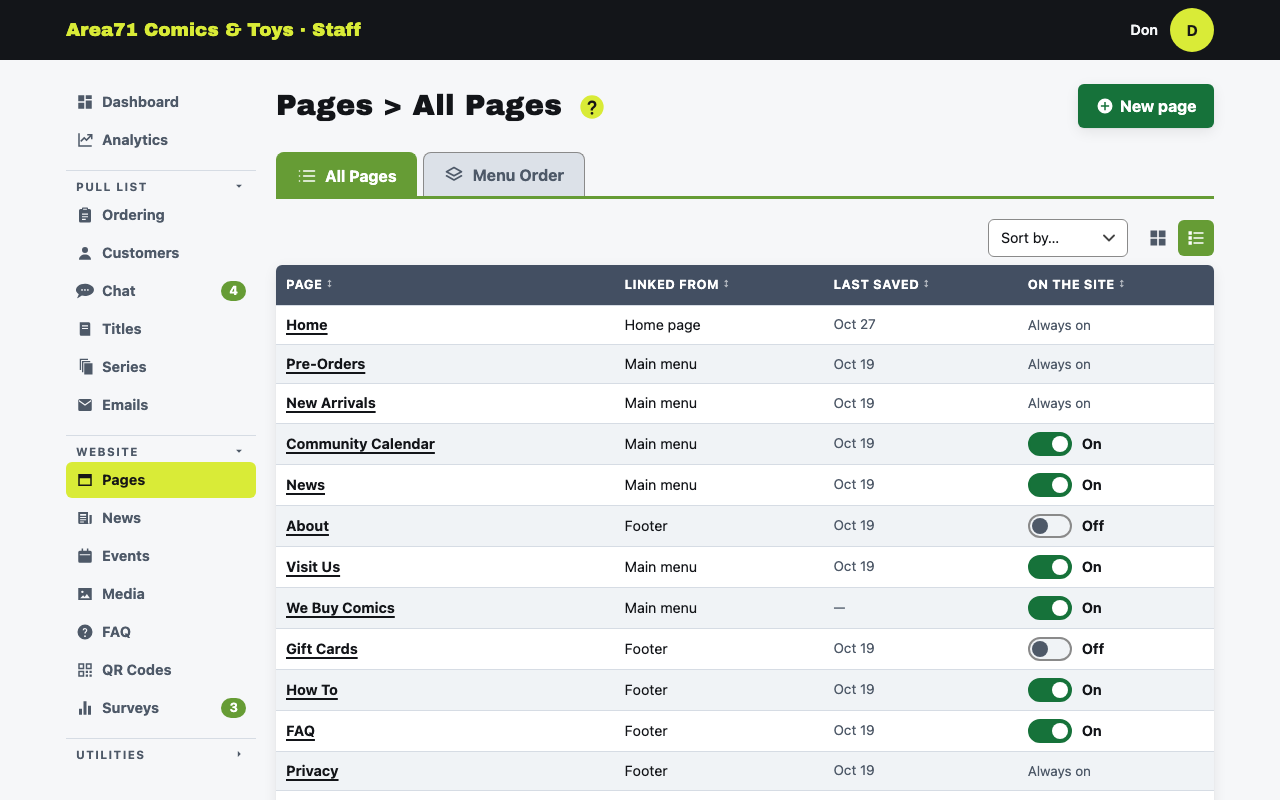 Area71 Comics & Toys · Staff
Don
D
Dashboard
Analytics
PULL LIST
Ordering
Customers
Chat 4
Titles
Series
Emails
WEBSITE
Pages
News
Events
Media
FAQ
QR Codes
Surveys 3
UTILITIES
Pages > All Pages ?
New page
All Pages
Menu Order
Sort by...
PAGE LINKED FROM LAST SAVED ON THE SITE
Home Home page Oct 27 Always on
Pre-Orders Main menu Oct 19 Always on
New Arrivals Main menu Oct 19 Always on
Community Calendar Main menu Oct 19 On
News Main menu Oct 19 On
About Footer Oct 19 Off
Visit Us Main menu Oct 19 On
We Buy Comics Main menu — On
Gift Cards Footer Oct 19 Off
How To Footer Oct 19 On
FAQ Footer Oct 19 On
Privacy Footer Oct 19 Always on